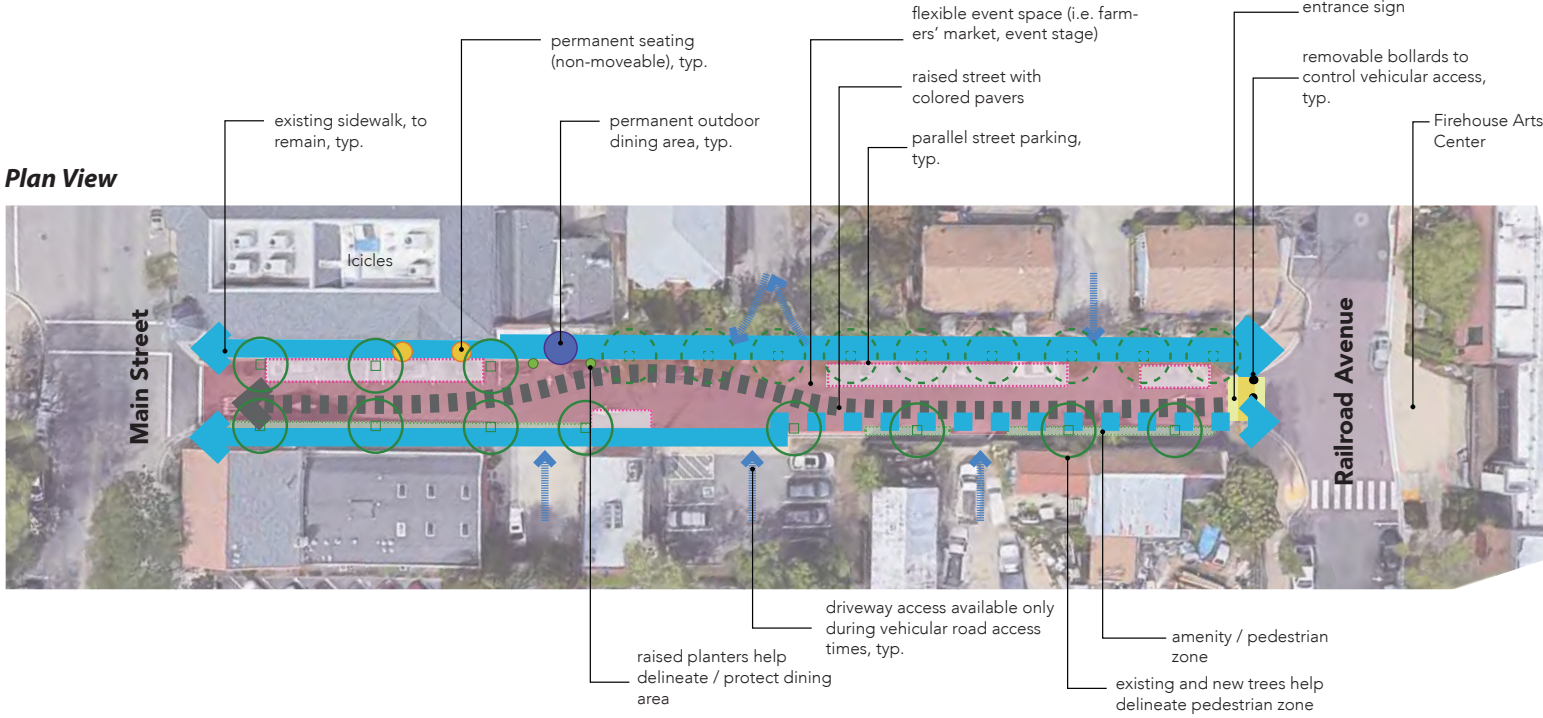 flexible event space (i.e. farm-
ers' market, event stage)
entrance sign
permanent seating
(non-moveable), typ.
removable bollards to
control vehicular access,
typ.
raised street with
colored pavers
existing sidewalk, to
remain, typ.
permanent outdoor
dining area, typ.
parallel street parking,
typ.
Firehouse Arts
Center
Plan View
Icicles
Main Street
Railroad Avenue
driveway access available only
during vehicular road access
times, typ.
amenity / pedestrian
zone
raised planters help
delineate / protect dining
area
existing and new trees help
delineate pedestrian zone